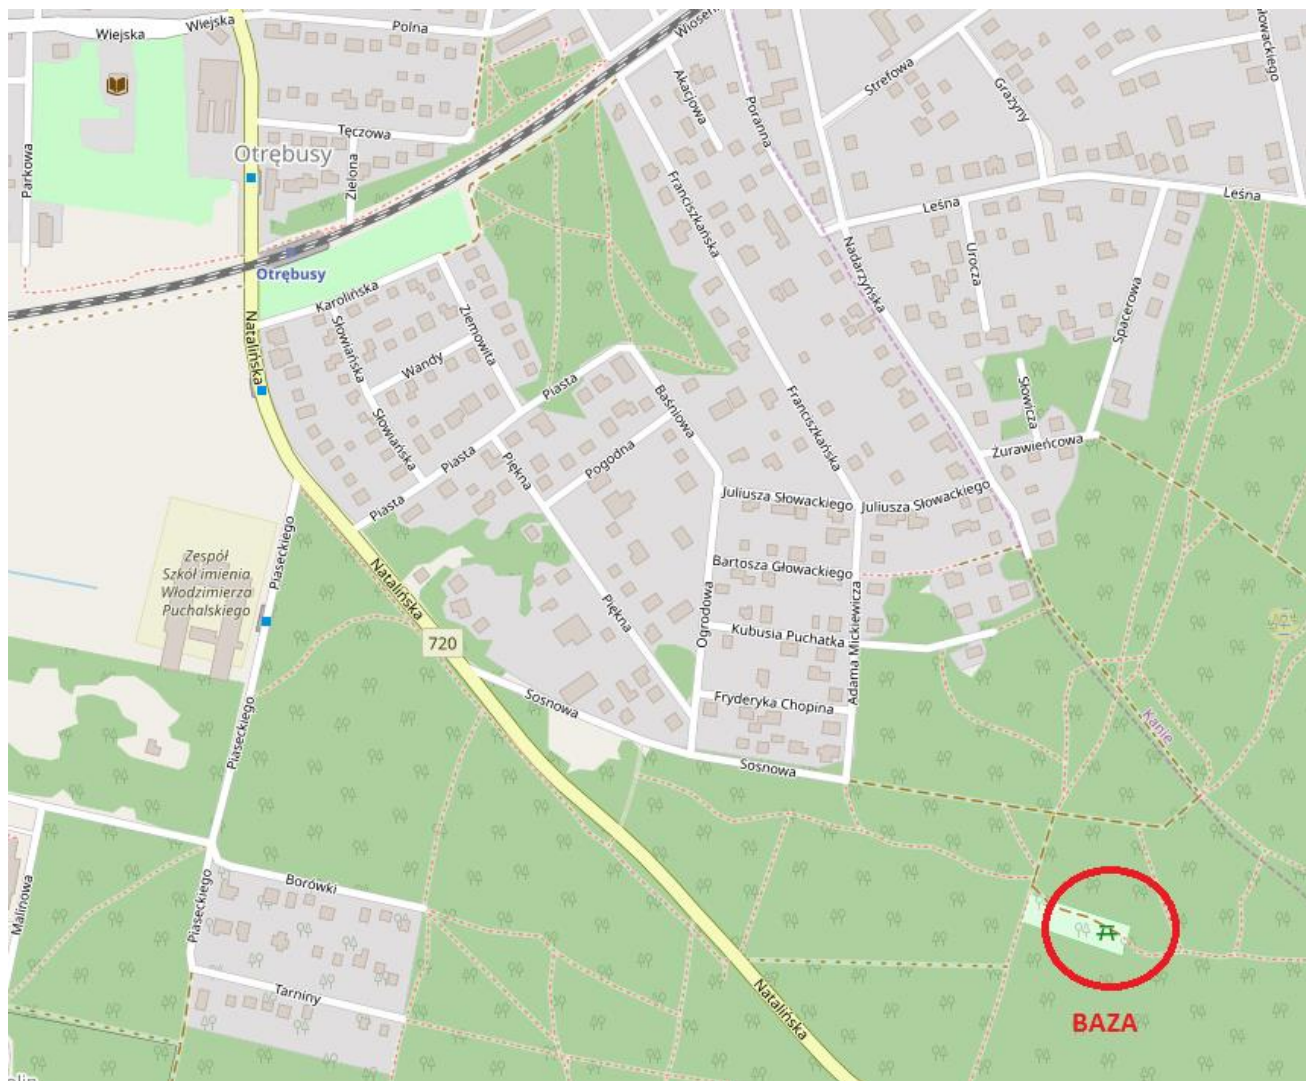 Wiejska
Wiejska
Polna
Akacjowa
Poranna
Strefowa
Grażyny
Parkowa
Tęczowa
Otrębusy
Zielona
Leśna
Leśna
Franciszkańska
Nadarzyńska
Urocza
Otrębusy
Karolińska
Spacerowa
Natalińska
Słowiańska
Ziemowita
Wandy
Piasta
Słowicza
Baśniowa
Franciszkańska
Słowiańska
Piasta
Piękna
Pogodna
Żurawieńcowa
Juliusza Słowackiego
Juliusza Słowackiego
Piasta
Piaseckiego
Zespół
Szkół imienia
Włodzimierza
Puchalskiego
Natalińska
Bartosza Głowackiego
Piękna
Ogrodowa
Kubusia Puchatka
Adama Mickiewicza
720
Sosnowa
Fryderyka Chopina
Piaseckiego
Kanie
Sosnowa
Borówki
Malinowa
Piaseckiego
Tarniny
Natalińska
BAZA